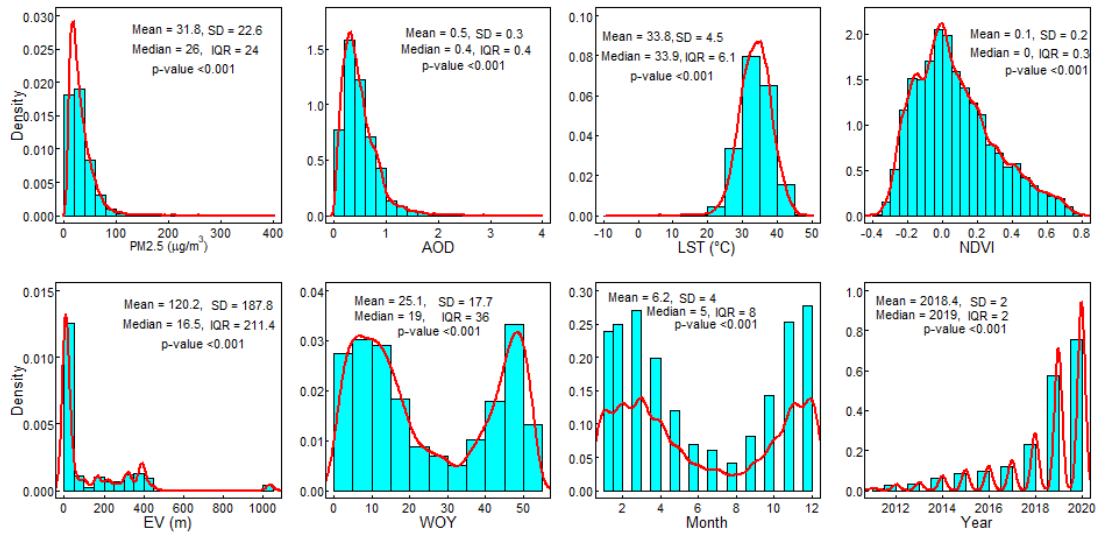 0.030
0.025
0.020
0.015
0.010
0.005
0.000
Density
Mean = 31.8, SD = 22.6
Median = 26, IQR = 24
p-value <0.001
0 100 200 300 400
PM2.5 (µg/m³)
1.5
1.0
0.5
0.0
Mean = 0.5, SD = 0.3
Median = 0.4, IQR = 0.4
p-value <0.001
0 1 2 3 4
AOD
0.10
0.08
0.06
0.04
0.02
0.00
Mean = 33.8, SD = 4.5
Median = 33.9, IQR = 6.1
p-value <0.001
-10 0 10 20 30 40 50
LST (°C)
2.0
1.5
1.0
0.5
0.0
Mean = 0.1, SD = 0.2
Median = 0, IQR = 0.3
p-value <0.001
-0.4 -0.2 0.0 0.2 0.4 0.6 0.8
NDVI
0.015
0.010
0.005
0.000
Density
Mean = 120.2, SD = 187.8
Median = 16.5, IQR = 211.4
p-value <0.001
0 200 400 600 800 1000
EV (m)
0.04
0.03
0.02
0.01
0.00
Mean = 25.1, SD = 17.7
Median = 19, IQR = 36
p-value <0.001
0 10 20 30 40 50
WOY
0.30
0.25
0.20
0.15
0.10
0.05
0.00
Mean = 6.2, SD = 4
Median = 5, IQR = 8
p-value <0.001
2 4 6 8 10 12
Month
1.0
0.8
0.6
0.4
0.2
0.0
Mean = 2018.4, SD = 2
Median = 2019, IQR = 2
p-value <0.001
2012 2014 2016 2018 2020
Year